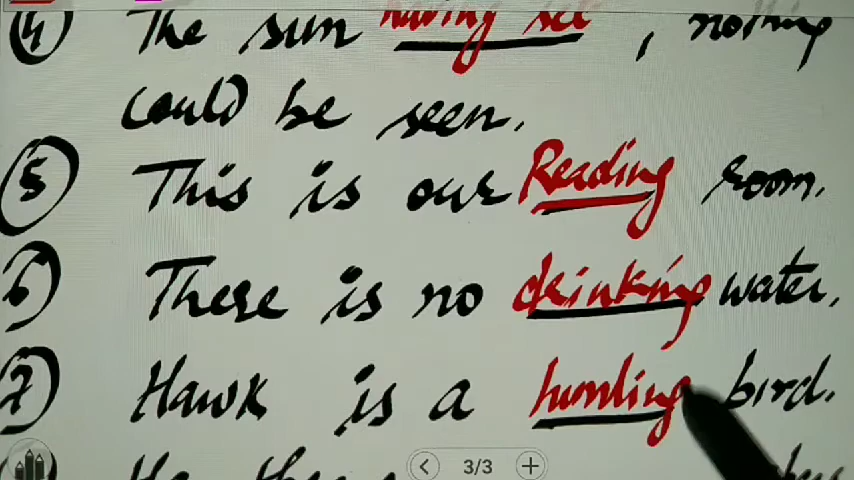 (4) The sun having set, nothing
could be seen.
(5) This is our Reading room.
(6) There is no drinking water.
(7) Hawk is a hunting bird.
He
3/3